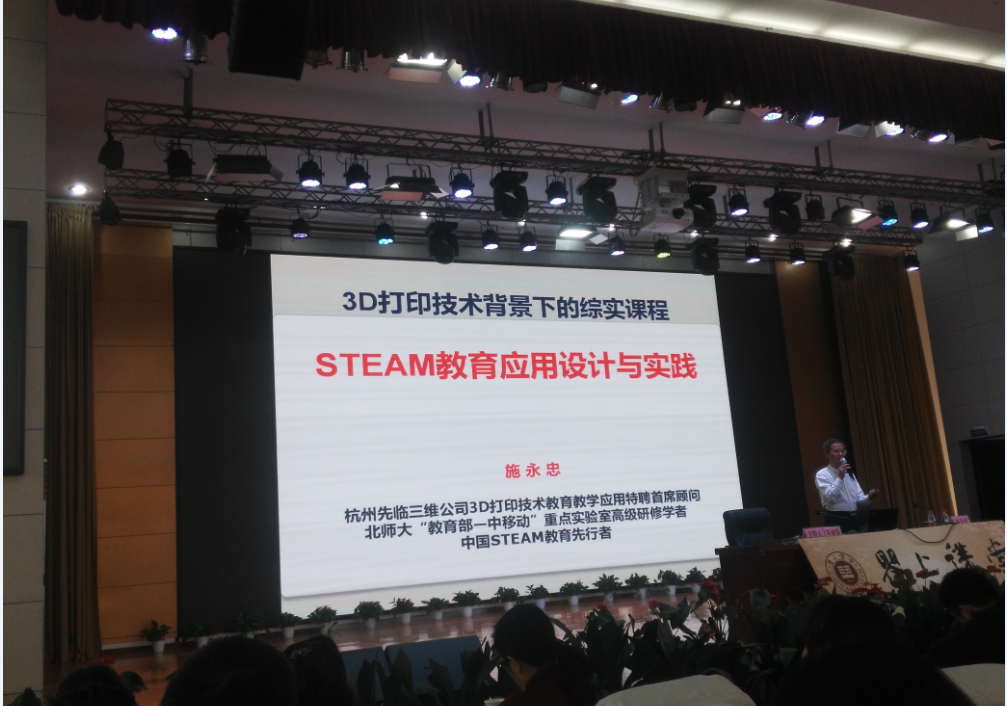 3D打印技术背景下的综实课程
STEAM教育应用设计与实践
施永忠
杭州先临三维公司3D打印技术教育教学应用特聘首席顾问
北师大“教育部一中移动”重点实验室高级研修学者
中国STEAM教育先行者